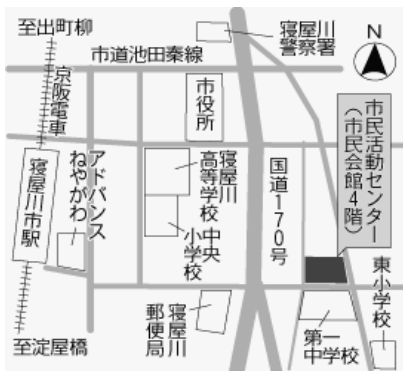 至出町柳
寝屋川
警察署
N
市道池田秦線
京阪電車
市役所
市民活動センター
（市民会館4階）
アドバンス
ねやがわ
寝屋川
高等学校
国道170号
寝屋川市駅
中央
小学校
東小学校
寝屋川
郵便局
第一
中学校
至淀屋橋